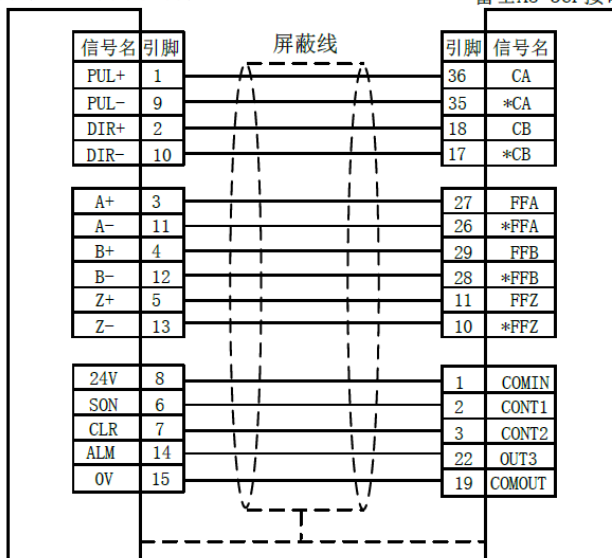 屏蔽线
信号名 引脚 引脚 信号名
PUL+ 1 36 CA
PUL- 9 35 *CA
DIR+ 2 18 CB
DIR- 10 17 *CB
A+ 3 27 FFA
A- 11 26 *FFA
B+ 4 29 FFB
B- 12 28 *FFB
Z+ 5 11 FFZ
Z- 13 10 *FFZ
24V 8 1 COMIN
SON 6 2 CONT1
CLR 7 3 CONT2
ALM 14 22 OUT3
0V 15 19 COMOUT